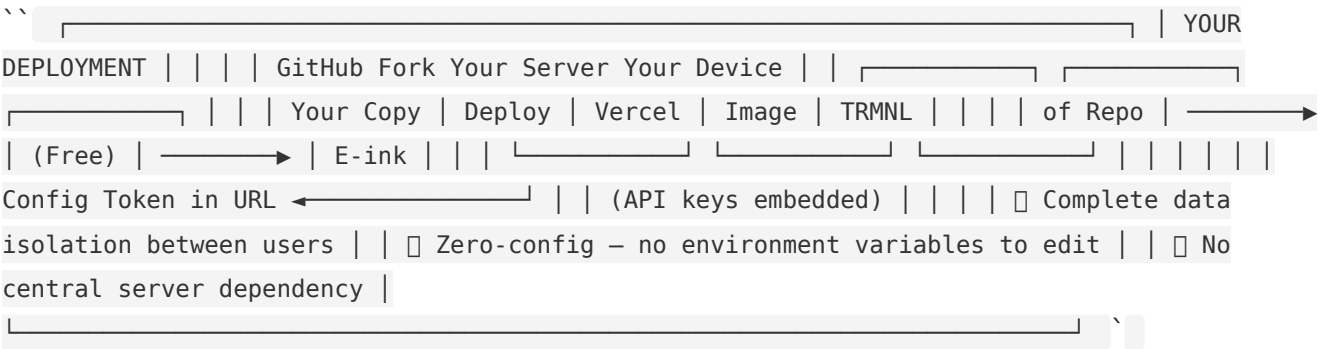 ``` ┌─────────────────────────────────────────────────────────────────────┐ │ YOUR
DEPLOYMENT │ │ │ │ GitHub Fork Your Server Your Device │ │ ┌───────────┐ ┌───────────┐
┌───────────┐ │ │ │ Your Copy │ Deploy │ Vercel │ Image │ TRMNL │ │ │ │ of Repo │ ───────►
│ (Free) │ ───────► │ E-ink │ │ │ └───────────┘ └───────────┘ └───────────┘ │ │ │ │ │ │
Config Token in URL ◄───────────────┘ │ │ (API keys embedded) │ │ │ │ ▯ Complete data
isolation between users │ │ ▯ Zero-config — no environment variables to edit │ │ ▯ No
central server dependency │
└─────────────────────────────────────────────────────────────────────┘ `